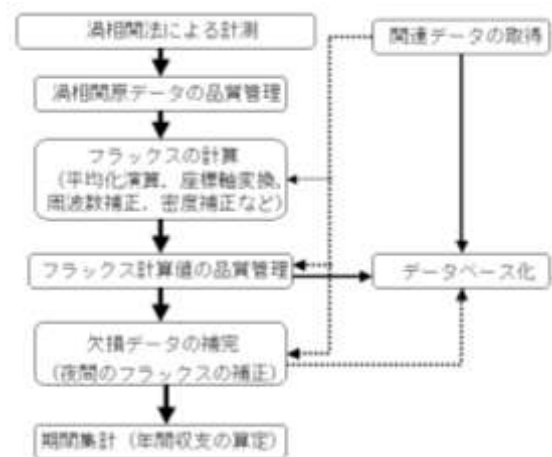 渦相関法による計測
関連データの取得
渦相関原データの品質管理
フラックスの計算
(平均化演算、座標軸変換、
周波数補正、密度補正など)
フラックス計算値の品質管理
データベース化
欠損データの補完
(夜間のフラックスの補正)
期間集計(年間収支の算定)